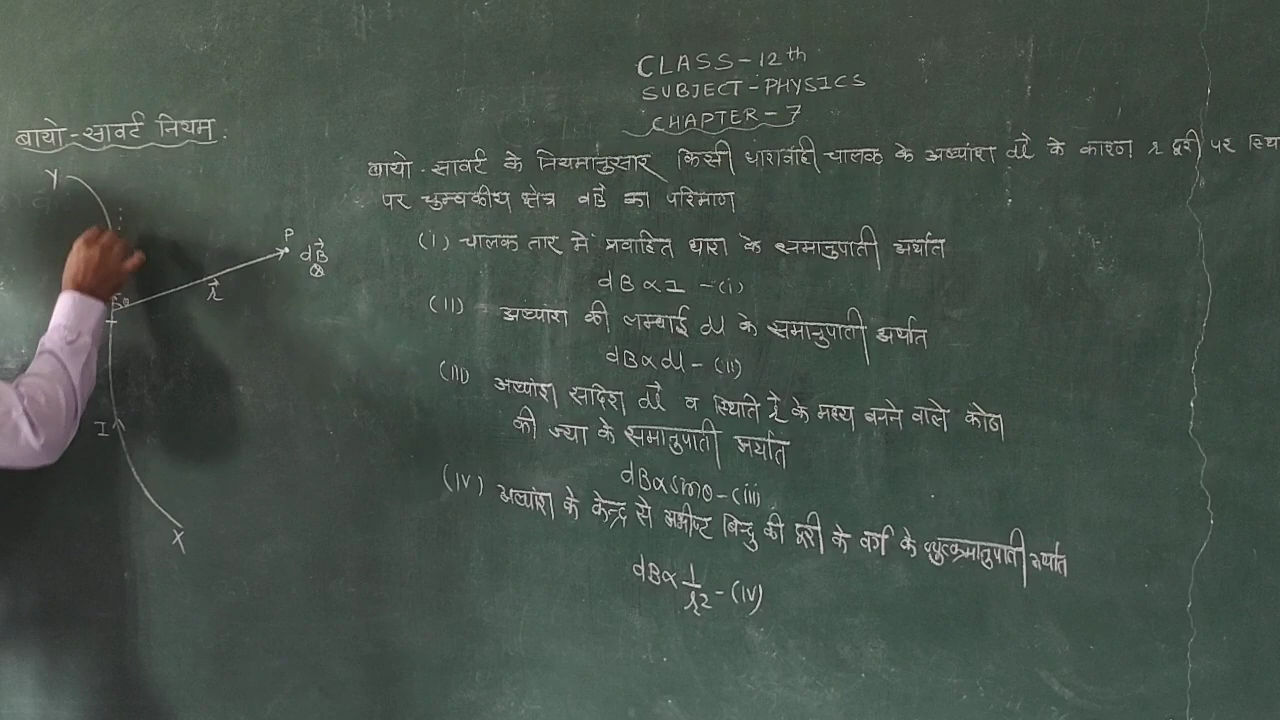 CLASS-12th
SUBJECT-PHYSICS
CHAPTER-7
बायो-सावर्ट नियम.
बायो-सावर्ट के नियमानुसार किसी धारावाही चालक के अल्पांश dl⃗ के कारण r दूरी पर स्थि
पर चुम्बकीय क्षेत्र dB⃗ का परिमाण
(I) चालक तार में प्रवाहित धारा के समानुपाती अर्थात
dB∝I -(i)
(II) अल्पांश की लम्बाई dl के समानुपाती अर्थात
dB∝dl-(ii)
(III) अल्पांश सदिश dl⃗ व स्थिति r⃗ के मध्य बनने वाले कोण
की ज्या के समानुपाती अर्थात
dB∝sinθ-(iii)
(IV) अल्पांश के केन्द्र से अभीष्ट बिन्दु की दूरी के वर्ग के व्युत्क्रमानुपाती अर्थात
dB∝1/r2-(IV)
Y
P
dB⃗
⊗
r⃗
θ
I
X